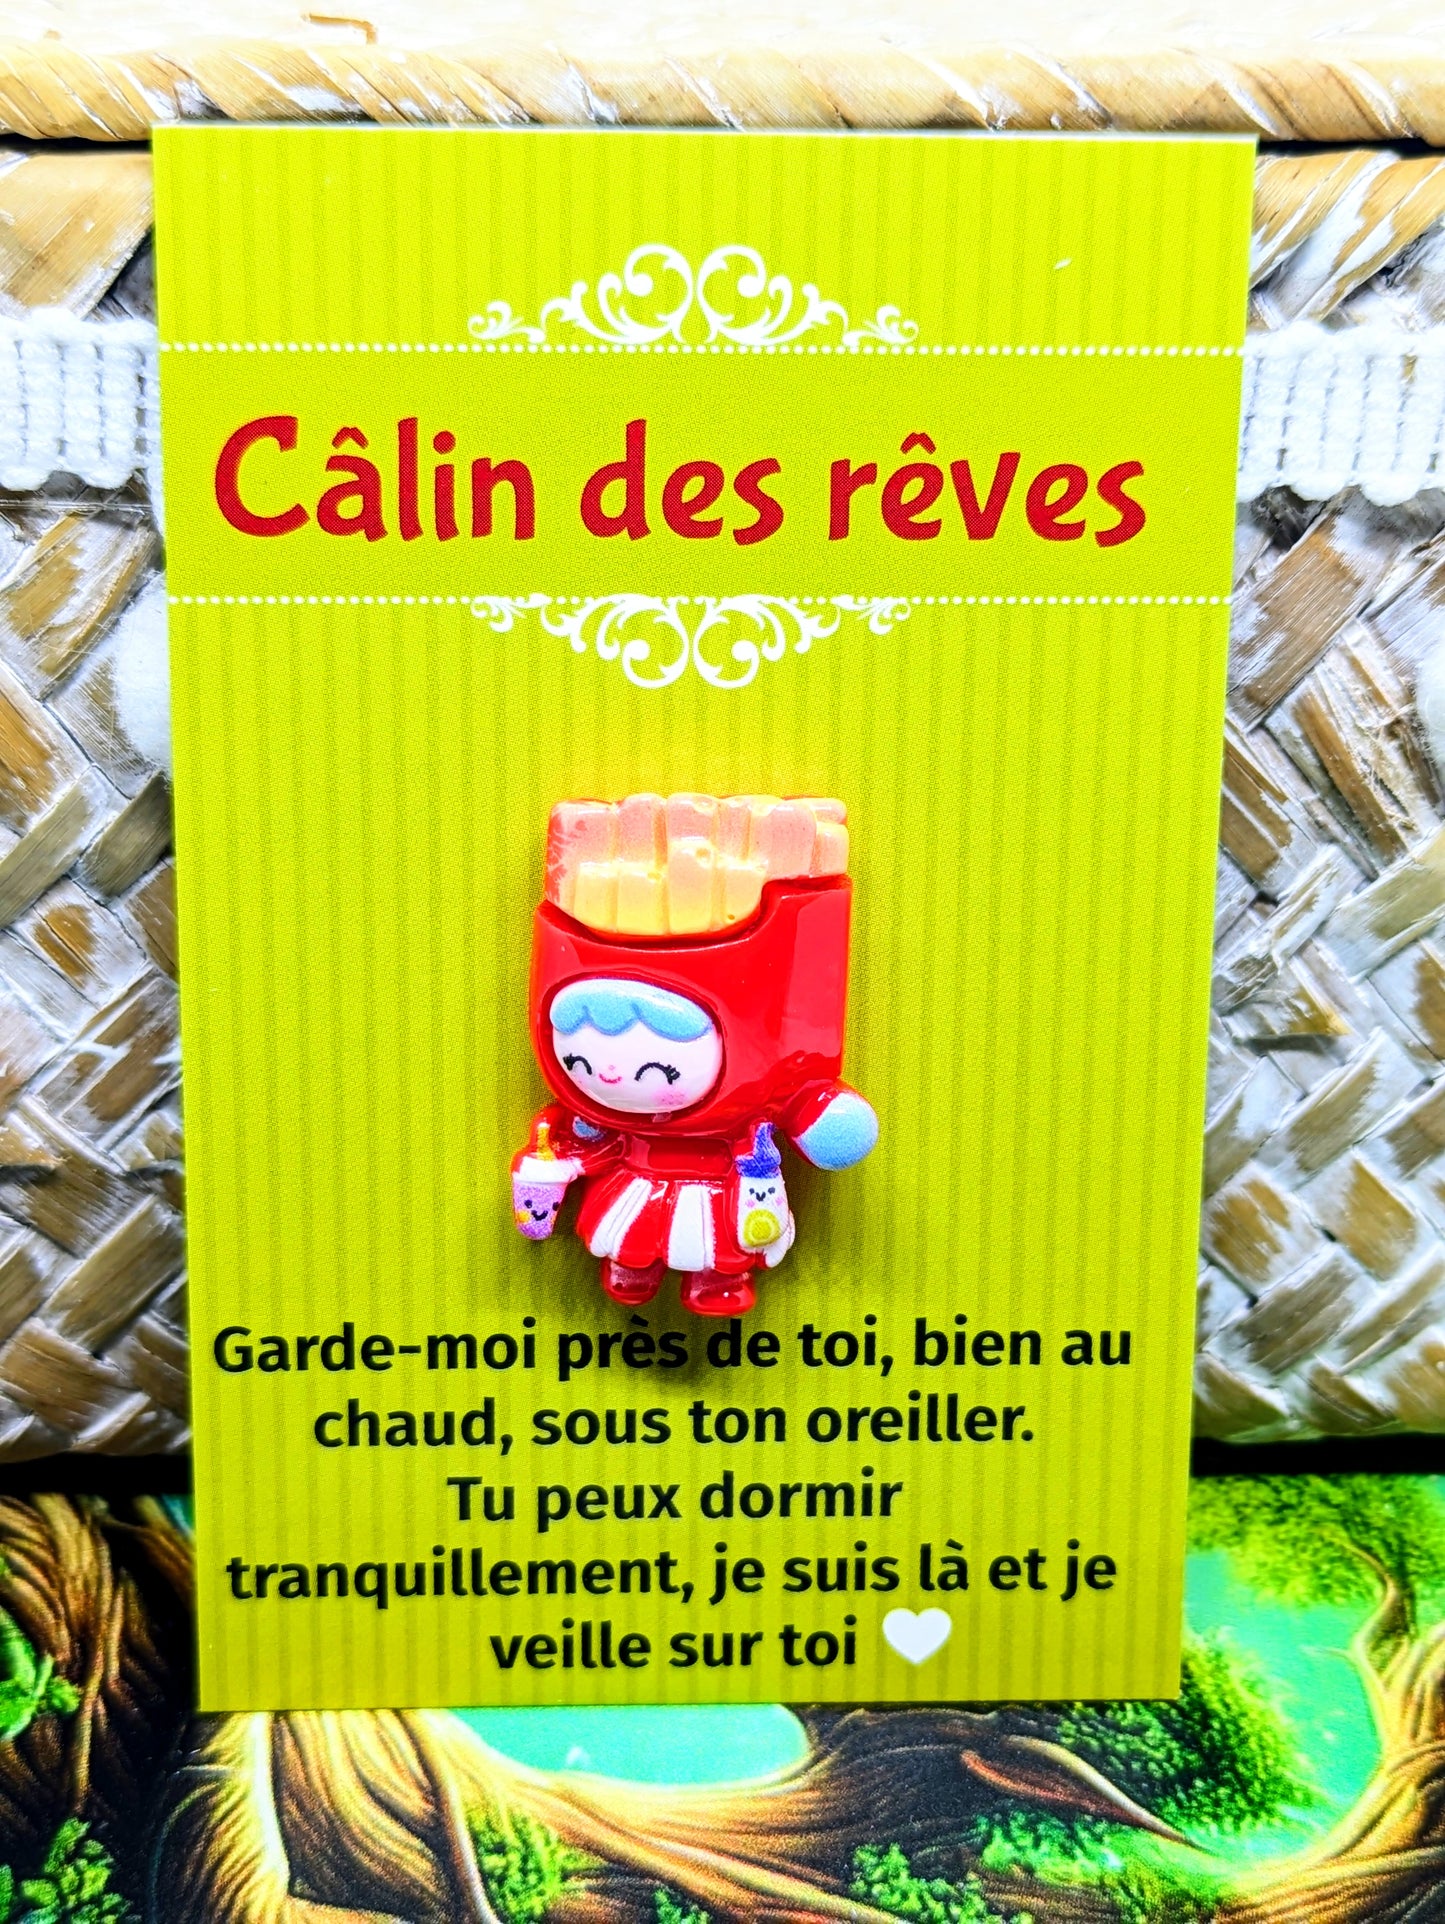 Câlin des rêves
Garde-moi près de toi, bien au
chaud, sous ton oreiller.
Tu peux dormir
tranquillement, je suis là et je
veille sur toi